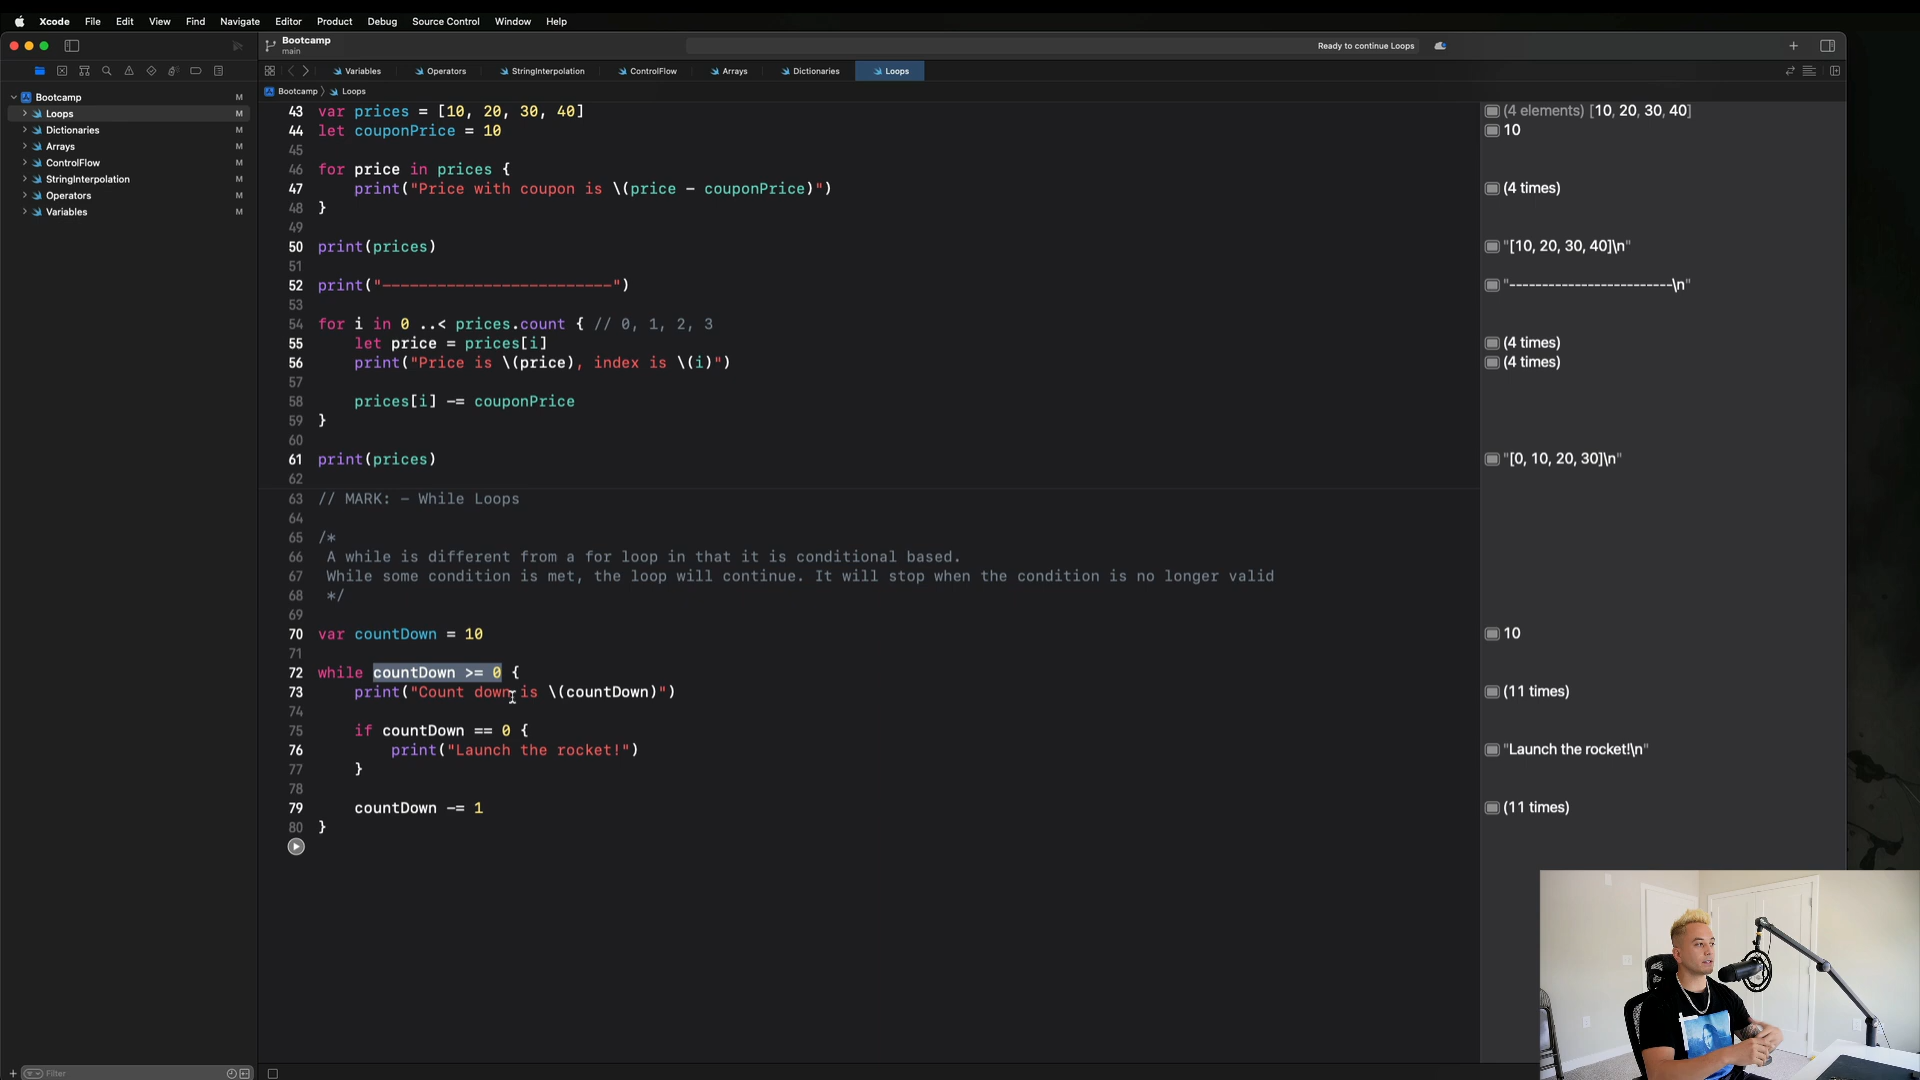 Xcode File Edit View Find Navigate Editor Product Debug Source Control Window Help
Bootcamp
main
Ready to continue Loops
Variables Operators StringInterpolation ControlFlow Arrays Dictionaries Loops
Bootcamp Loops
Bootcamp M
Loops M
Dictionaries M
Arrays M
ControlFlow M
StringInterpolation M
Operators M
Variables M
43 var prices = [10, 20, 30, 40] (4 elements) [10, 20, 30, 40]
44 let couponPrice = 10 10
45
46 for price in prices {
47 print("Price with coupon is \(price - couponPrice)") (4 times)
48 }
49
50 print(prices) "[10, 20, 30, 40]\n"
51
52 print("-------------------------") "-------------------------\n"
53
54 for i in 0 ..< prices.count { // 0, 1, 2, 3
55 let price = prices[i] (4 times)
56 print("Price is \(price), index is \(i)") (4 times)
57
58 prices[i] -= couponPrice
59 }
60
61 print(prices) "[0, 10, 20, 30]\n"
62
63 // MARK: - While Loops
64
65 /*
66 A while is different from a for loop in that it is conditional based.
67 While some condition is met, the loop will continue. It will stop when the condition is no longer valid
68 */
69
70 var countDown = 10 10
71
72 while countDown >= 0 {
73 print("Count down is \(countDown)") (11 times)
74
75 if countDown == 0 {
76 print("Launch the rocket!") "Launch the rocket!\n"
77 }
78
79 countDown -= 1 (11 times)
80 }
Filter